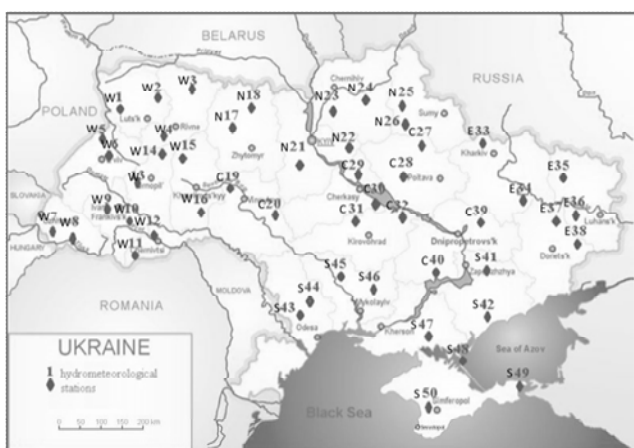 BELARUS
RUSSIA
POLAND
SLOVAKIA
HUNGARY
ROMANIA
MOLDOVA
Chernihiv
Sumy
Luts'k
Rivne
Zhytomyr
Kharkiv
Poltava
Cherkasy
Kirovohrad
Dnipropetrovs'k
Luhans'k
Donets'k
Mykolayiv
Kherson
Odesa
Simferopol
Sea of Azov
Black Sea
W1
W2
W3
W4
W5
W6
W7
W8
W9
W10
W11
W12
W14
W15
W16
N17
N18
C19
C20
N21
N22
N23
N24
N25
N26
C27
C28
C29
C30
C31
C32
E33
E34
E35
E36
E37
E38
C39
C40
S41
S42
S43
S44
S45
S46
S47
S48
S49
S50
UKRAINE
1 hydrometeorological
stations
0 50 100 150 200 km